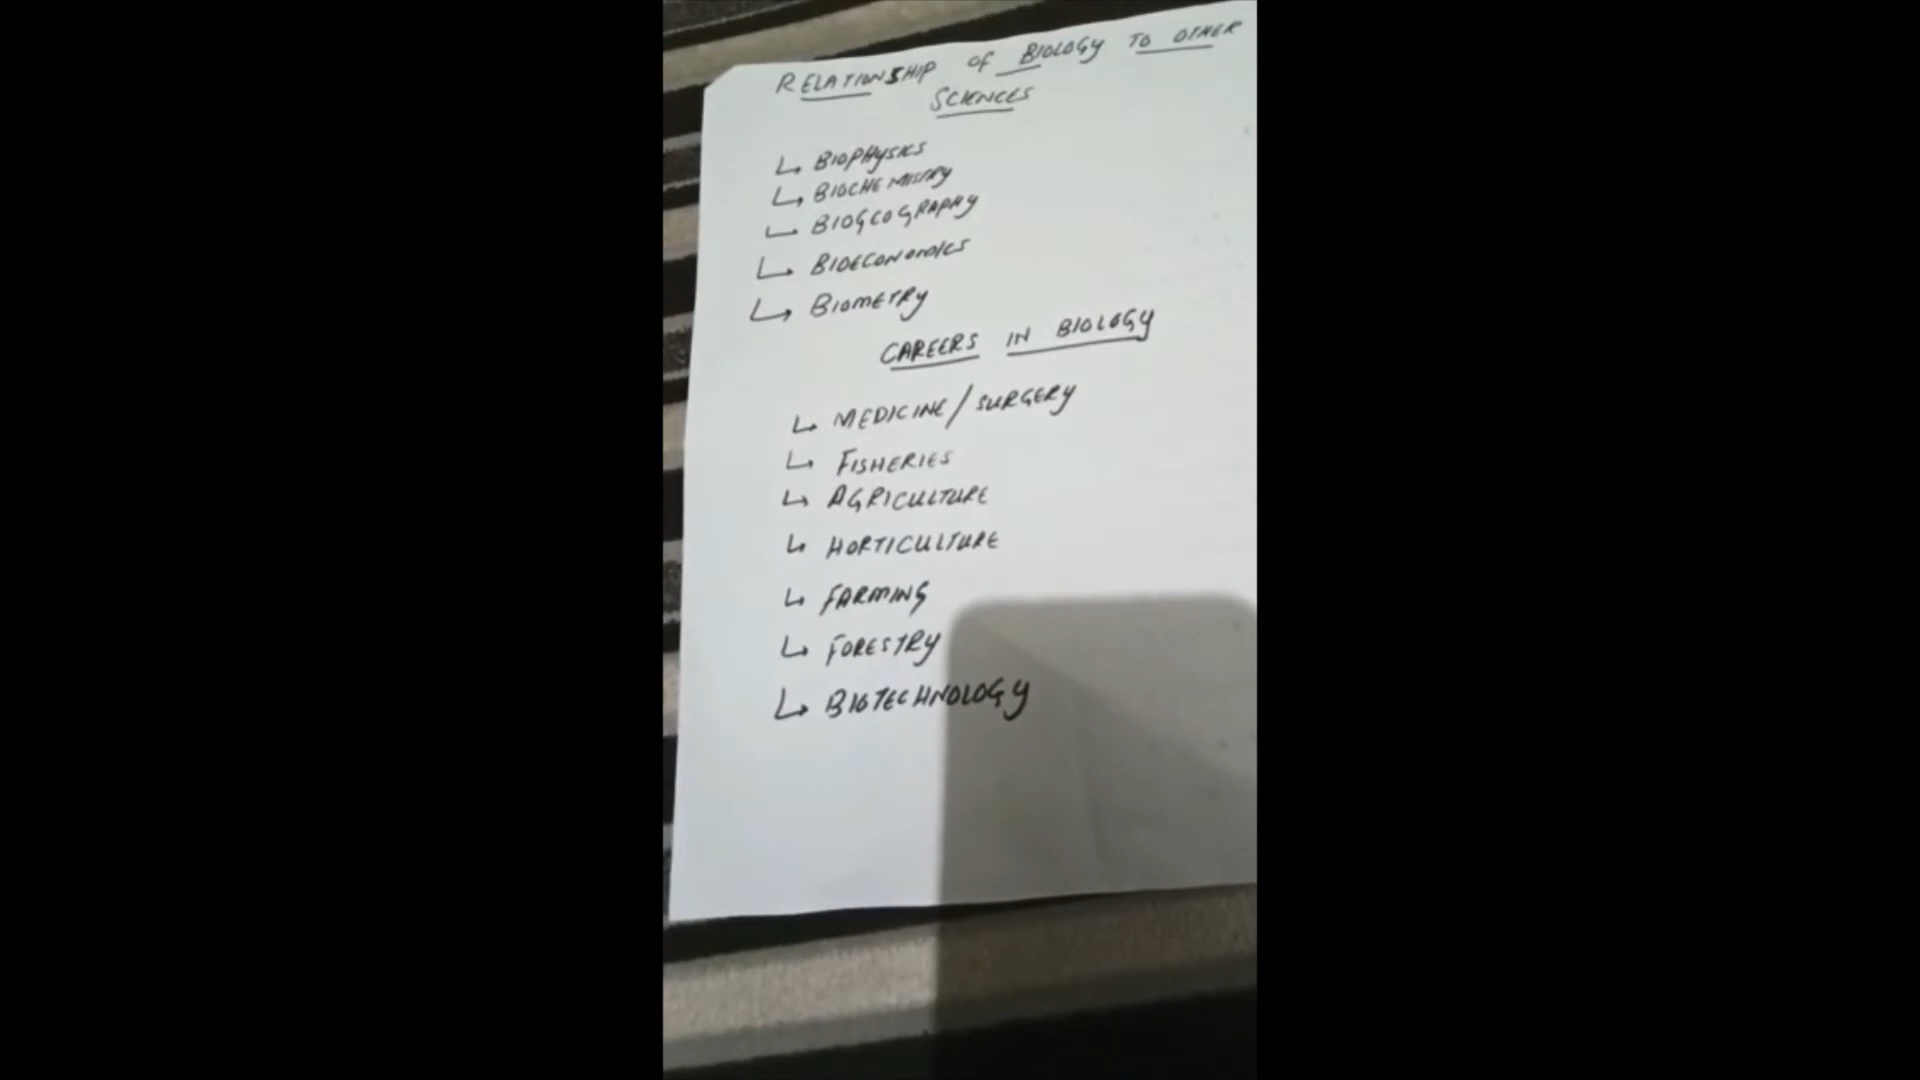 RELATIONSHIP OF BIOLOGY TO OTHER
SCIENCES
↳ BIOPHYSICS
↳ BIOCHEMISTRY
↳ BIOGEOGRAPHY
↳ BIOECONOMICS
↳ BIOMETRY
CAREERS IN BIOLOGY
↳ MEDICINE/SURGERY
↳ FISHERIES
↳ AGRICULTURE
↳ HORTICULTURE
↳ FARMING
↳ FORESTRY
↳ BIOTECHNOLOGY